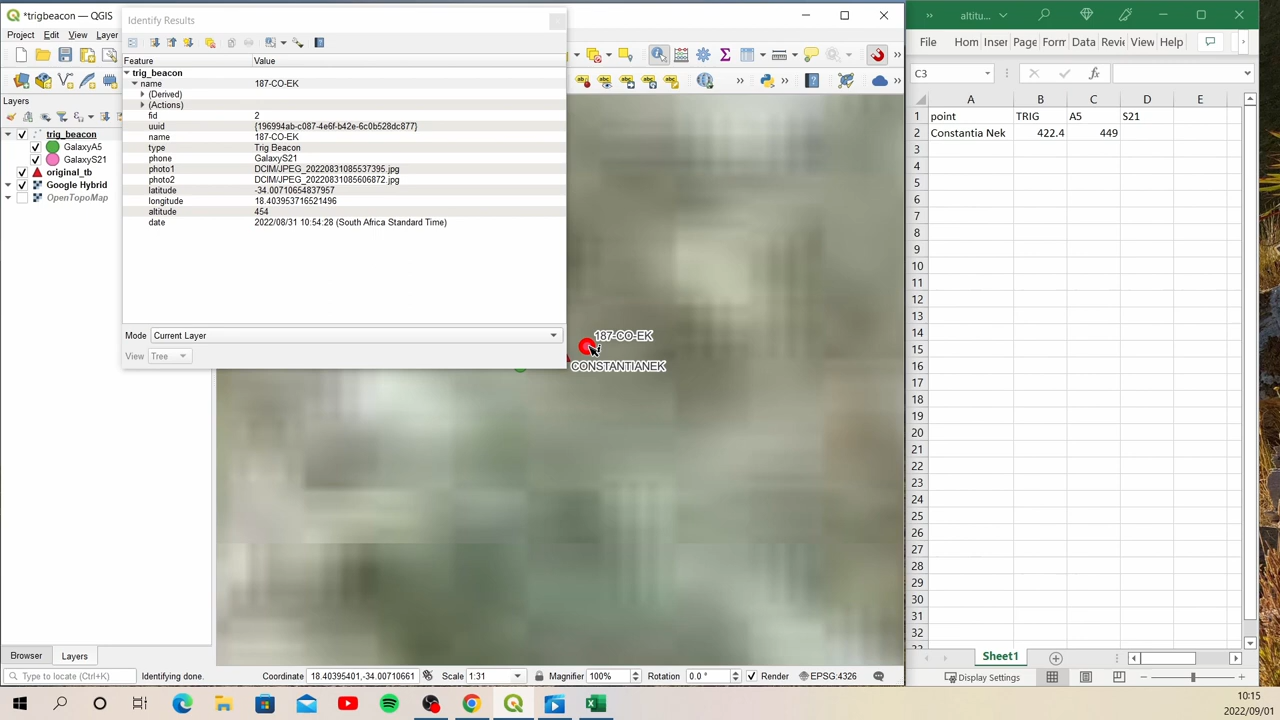 *trigbeacon — QGIS
Project Edit View Layer
Identify Results
Feature Value
trig_beacon
name 187-CO-EK
(Derived)
(Actions)
fid 2
uuid {196994ab-c087-4e6f-b42e-6c0b528dc877}
name 187-CO-EK
type Trig Beacon
phone GalaxyS21
photo1 DCIM/JPEG_20220831085537395.jpg
photo2 DCIM/JPEG_20220831085606872.jpg
latitude -34.00710654837957
longitude 18.403953716521496
altitude 454
date 2022/08/31 10:54:28 (South Africa Standard Time)
Mode Current Layer
View Tree
Layers
trig_beacon
GalaxyA5
GalaxyS21
original_tb
Google Hybrid
OpenTopoMap
187-CO-EK
CONSTANTIANEK
Browser Layers
Type to locate (Ctrl+K) Identifying done. Coordinate 18.40395401,-34.00710661 Scale 1:31 Magnifier 100% Rotation 0.0 ° Render EPSG:4326
altitu...
File Hom Inser Page Form Data Review View Help
C3
A B C D E
1 point TRIG A5 S21
2 Constantia Nek 422.4 449
3
4
5
6
7
8
9
10
11
12
13
14
15
16
17
18
19
20
21
22
23
24
25
26
27
28
29
30
31
32
Sheet1
Display Settings
10:15
2022/09/01